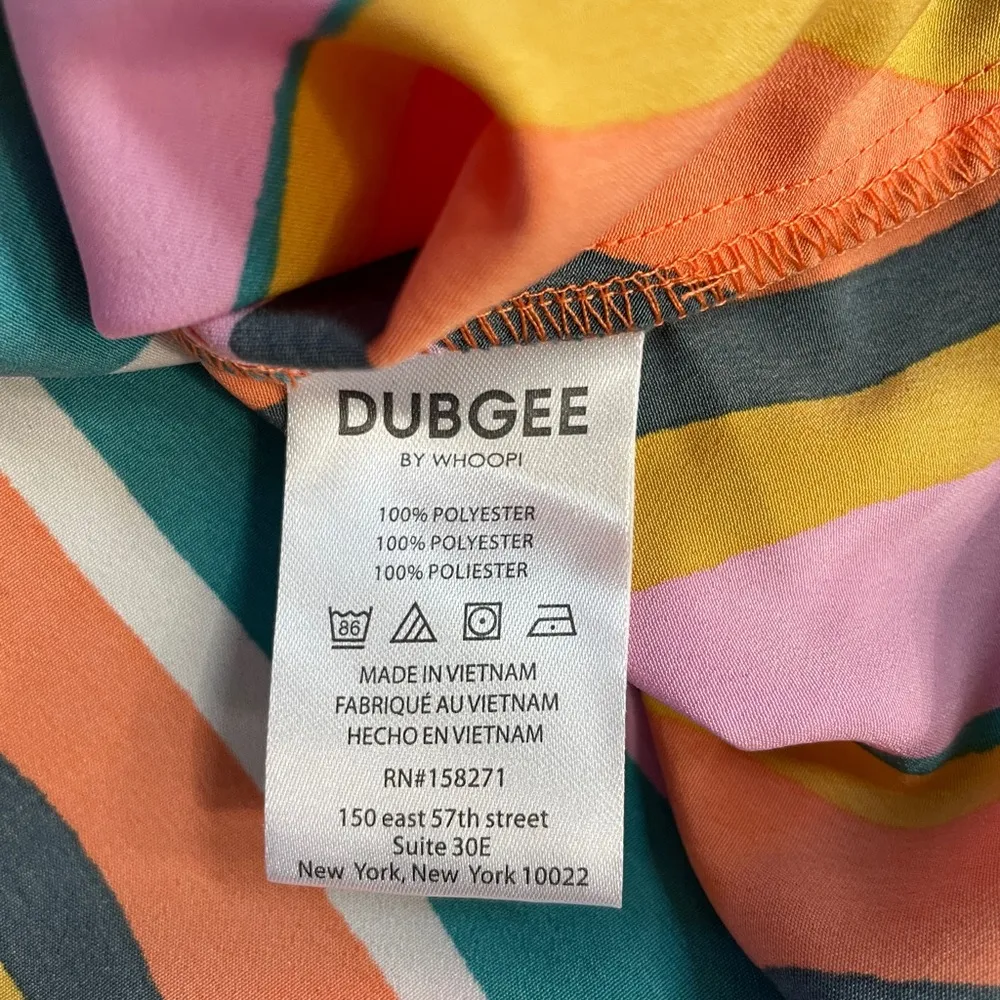 DUBGEE
BY WHOOPI
100% POLYESTER
100% POLYESTER
100% POLIESTER
86
MADE IN VIETNAM
FABRIQUÉ AU VIETNAM
HECHO EN VIETNAM
RN#158271
150 east 57th street
Suite 30E
New York, New York 10022